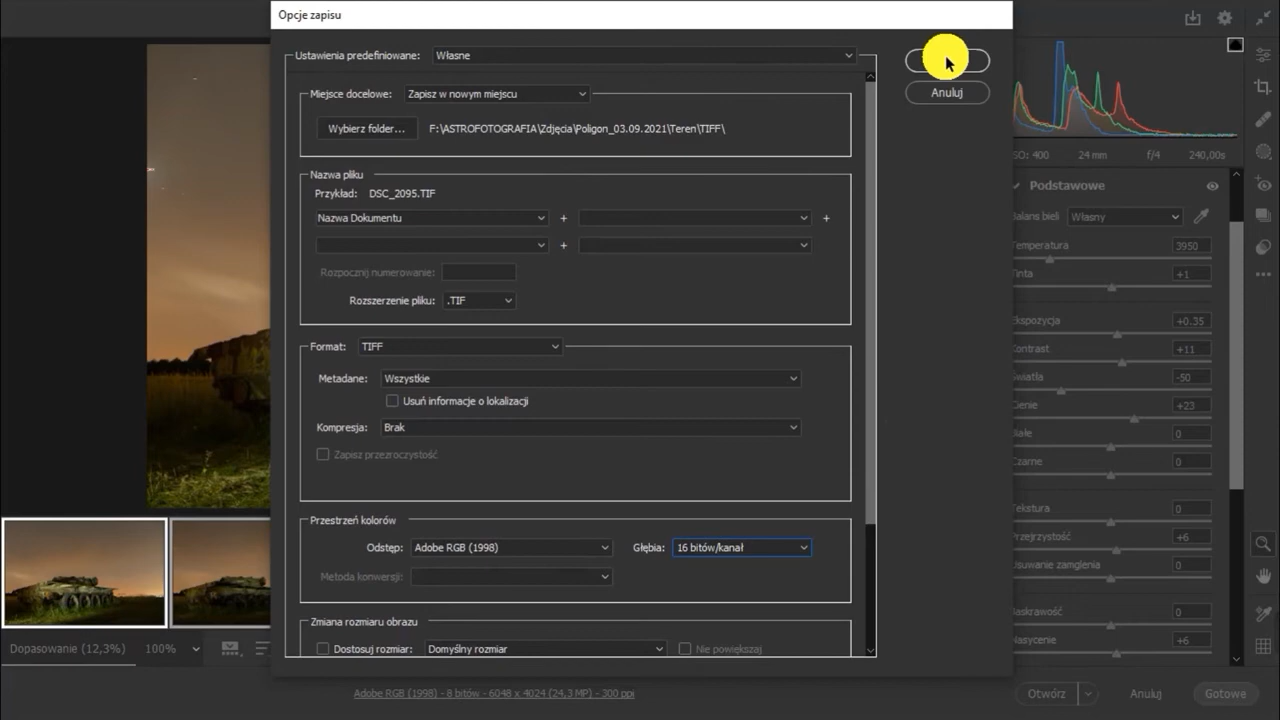 Opcje zapisu
Ustawienia predefiniowane: Własne
Miejsce docelowe: Zapisz w nowym miejscu
Anuluj
Wybierz folder... F:\ASTROFOTOGRAFIA\Zdjęcia\Poligon_03.09.2021\Teren\TIFF\
ISO: 400 24 mm f/4 240,00s
Nazwa pliku
Podstawowe
Przykład: DSC_2095.TIF
Nazwa Dokumentu + +
Balans bieli Własny
+
Temperatura 3950
Rozpocznij numerowanie:
Tinta +1
Rozszerzenie pliku: .TIF
Ekspozycja +0.35
Format: TIFF
Contrast +11
Metadane: Wszystkie
Światła -50
Usuń informacje o lokalizacji
Cienie +23
Kompresja: Brak
Białe 0
Zapisz przezroczystość
Czarne 0
Tekstura 0
Przestrzeń kolorów
Przejrzystość +6
Odstęp: Adobe RGB (1998) Głębia: 16 bitów/kanał
Usuwanie zamglenia 0
Metoda konwersji:
Jaskrawość 0
Zmiana rozmiaru obrazu
Nasycenie +6
Dostosuj rozmiar: Domyślny rozmiar Nie powiększaj
Dopasowanie (12,3%) 100%
Adobe RGB (1998) - 8 bitów - 6048 x 4024 (24,3 MP) - 300 ppi
Otwórz Anuluj Gotowe